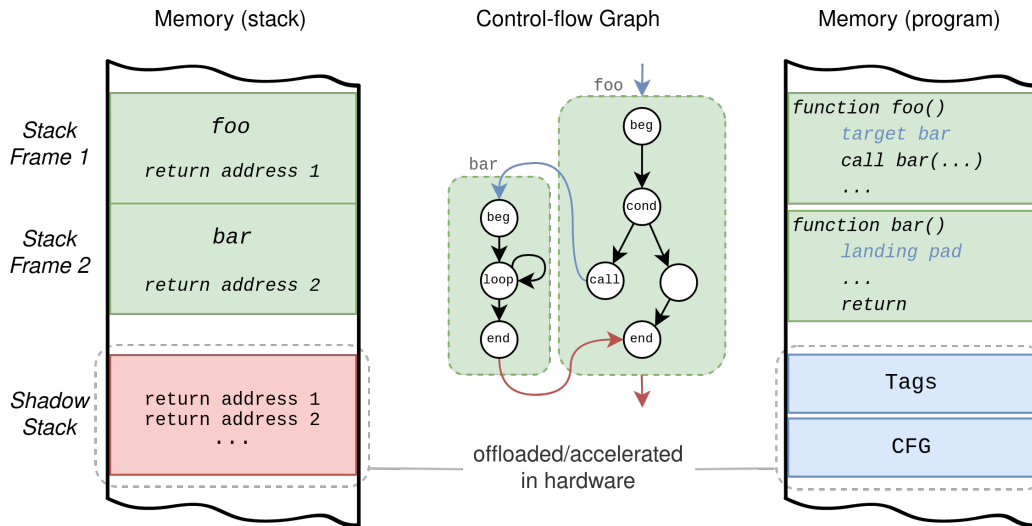 Memory (stack)
Control-flow Graph
Memory (program)
Stack
Frame 1
foo
return address 1
Stack
Frame 2
bar
return address 2
Shadow
Stack
return address 1
return address 2
...
foo
beg
cond
call
end
bar
beg
loop
end
offloaded/accelerated
in hardware
function foo()
target bar
call bar(...)
...
function bar()
landing pad
...
return
Tags
CFG